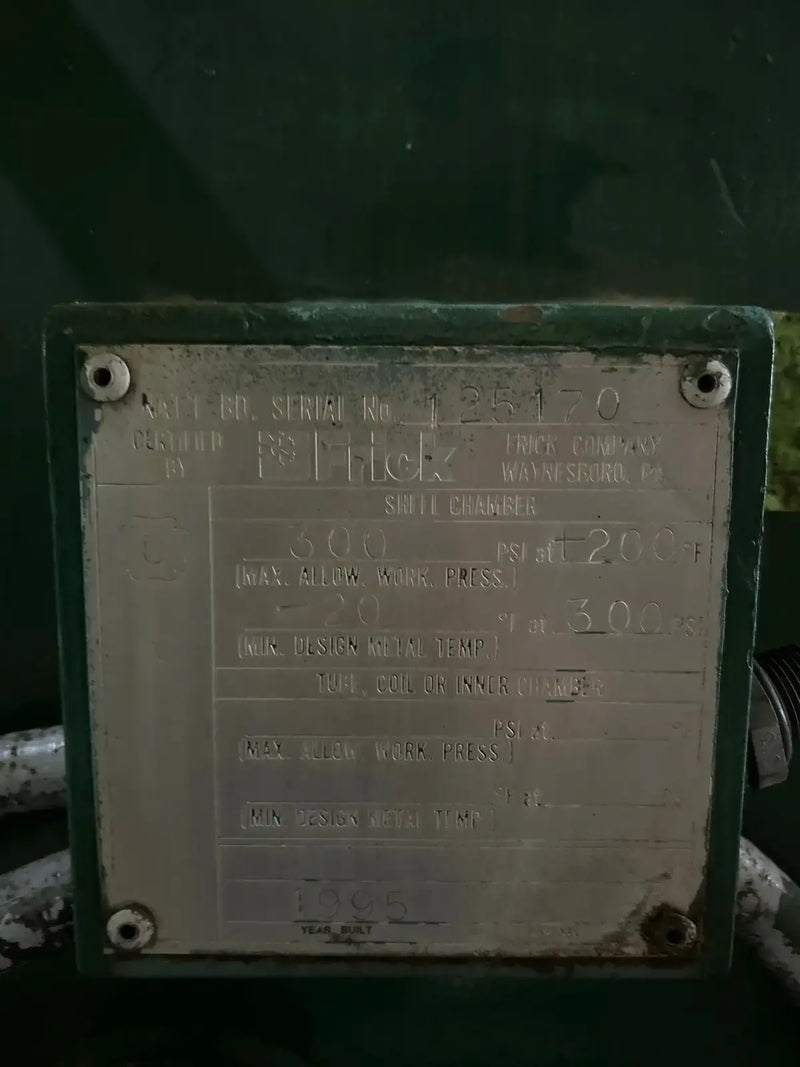 NAT'L BD. SERIAL No. 125170
CERTIFIED BY
Frick
FRICK COMPANY
WAYNESBORO, PA
SHELL CHAMBER
300 PSI at +200 °F
(MAX. ALLOW. WORK. PRESS.)
-20 °F at 300 PSI
(MIN. DESIGN METAL TEMP.)
TUBE, COIL OR INNER CHAMBER
PSI at °
(MAX. ALLOW. WORK. PRESS.)
°F at
(MIN. DESIGN METAL TEMP.)
1995
YEAR BUILT